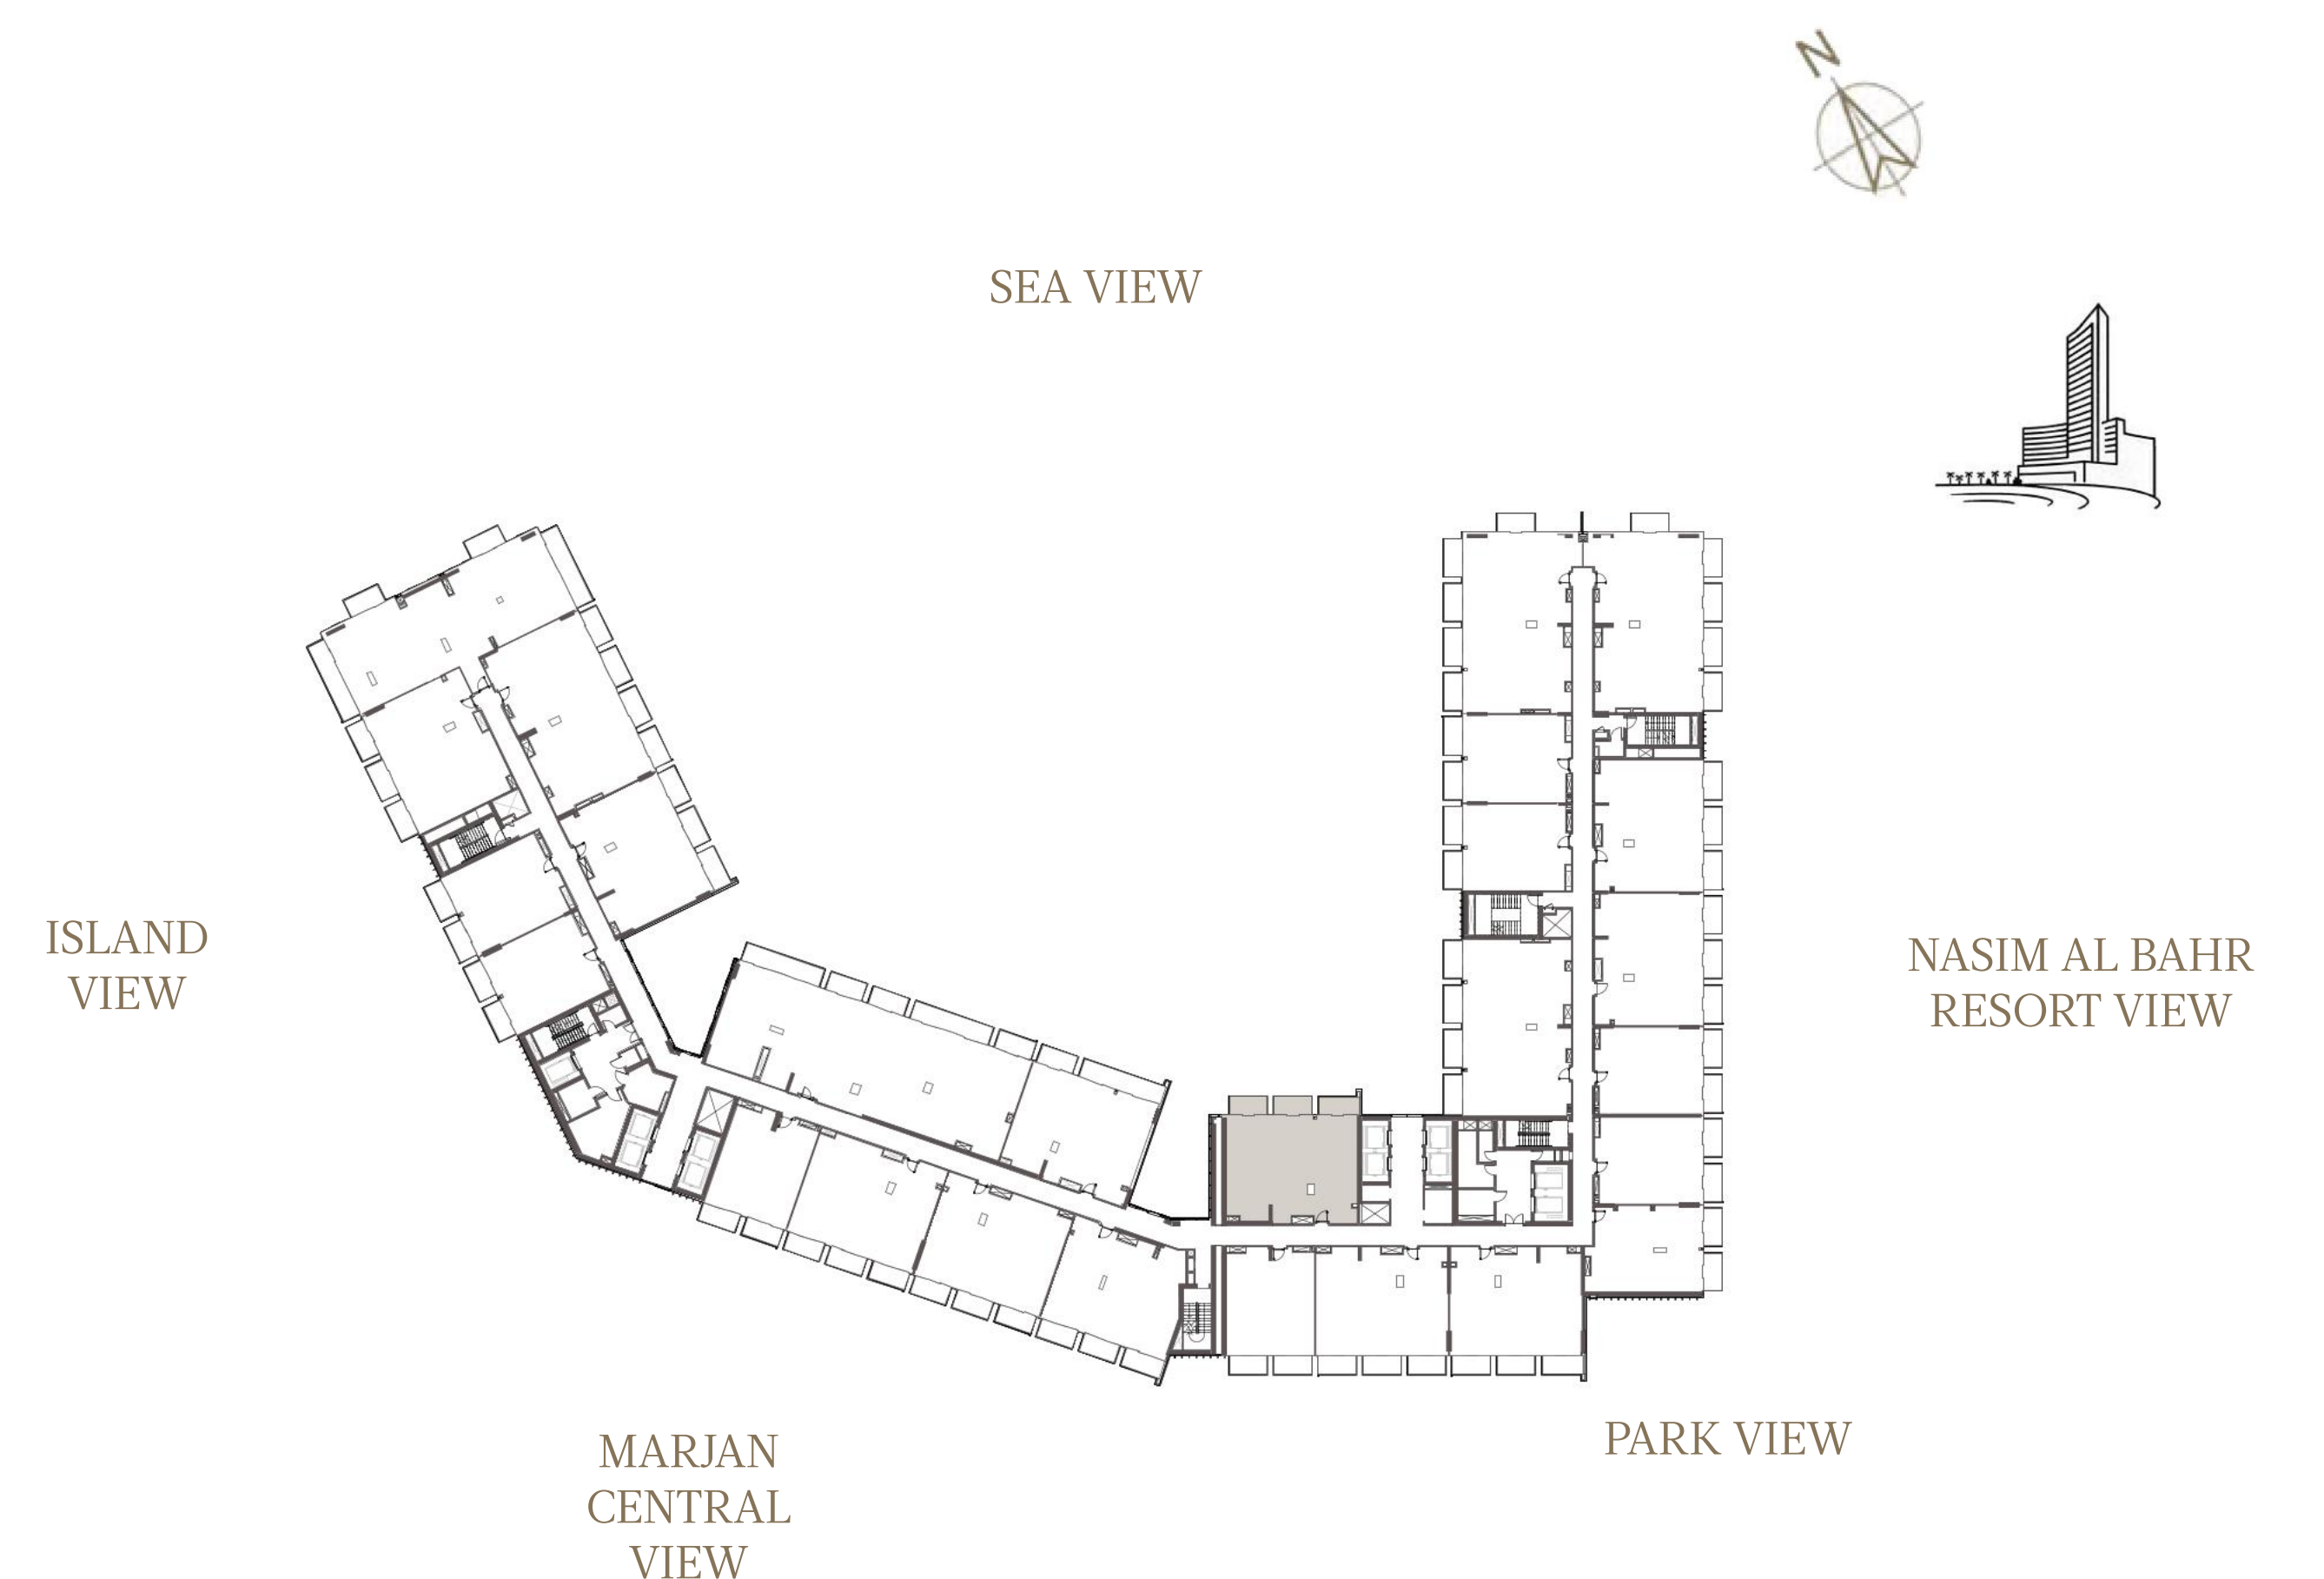 N
SEA VIEW
ISLAND
VIEW
NASIM AL BAHR
RESORT VIEW
PARK VIEW
MARJAN
CENTRAL
VIEW